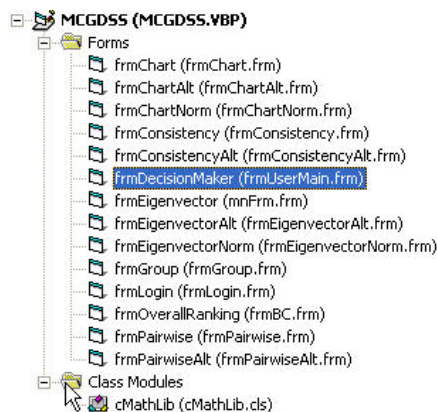 MCGDSS (MCGDSS.VBP)
Forms
frmChart (frmChart.frm)
frmChartAlt (frmChartAlt.frm)
frmChartNorm (frmChartNorm.frm)
frmConsistency (frmConsistency.frm)
frmConsistencyAlt (frmConsistencyAlt.frm)
frmDecisionMaker (frmUserMain.frm)
frmEigenvector (mnFrm.frm)
frmEigenvectorAlt (frmEigenvectorAlt.frm)
frmEigenvectorNorm (frmEigenvectorNorm.frm)
frmGroup (frmGroup.frm)
frmLogin (frmLogin.frm)
frmOverallRanking (frmBC.frm)
frmPairwise (frmPairwise.frm)
frmPairwiseAlt (frmPairwiseAlt.frm)
Class Modules
cMathLib (cMathLib.cls)